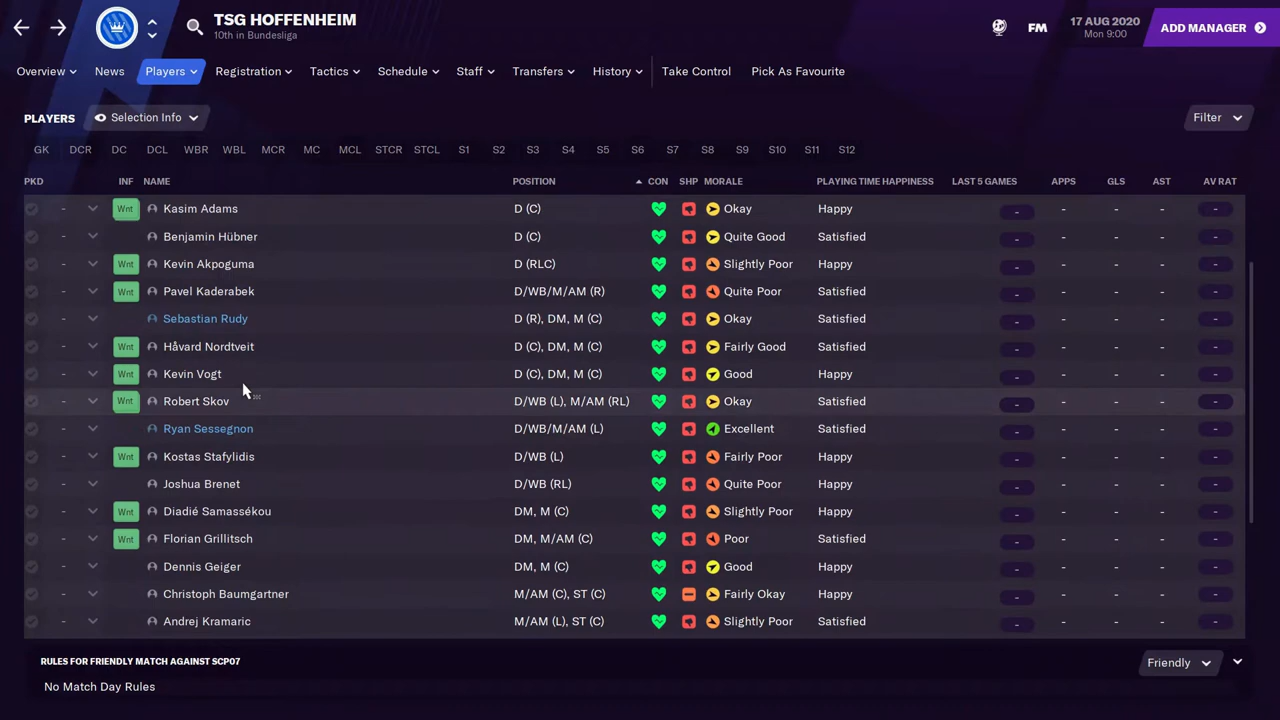 TSG HOFFENHEIM
10th in Bundesliga
FM
17 AUG 2020
Mon 9:00
ADD MANAGER
Overview News Players Registration Tactics Schedule Staff Transfers History Take Control Pick As Favourite
PLAYERS Selection Info Filter
GK DCR DC DCL WBR WBL MCR MC MCL STCR STCL S1 S2 S3 S4 S5 S6 S7 S8 S9 S10 S11 S12
PKD INF NAME POSITION CON SHP MORALE PLAYING TIME HAPPINESS LAST 5 GAMES APPS GLS AST AV RAT
- Wnt Kasim Adams D (C) Okay Happy - - - - -
- Benjamin Hübner D (C) Quite Good Satisfied - - - - -
- Wnt Kevin Akpoguma D (RLC) Slightly Poor Happy - - - - -
- Wnt Pavel Kaderabek D/WB/M/AM (R) Quite Poor Satisfied - - - - -
- Sebastian Rudy D (R), DM, M (C) Okay Satisfied - - - - -
- Wnt Håvard Nordtveit D (C), DM, M (C) Fairly Good Satisfied - - - - -
- Wnt Kevin Vogt D (C), DM, M (C) Good Happy - - - - -
- Wnt Robert Skov D/WB (L), M/AM (RL) Okay Satisfied - - - - -
- Ryan Sessegnon D/WB/M/AM (L) Excellent Satisfied - - - - -
- Wnt Kostas Stafylidis D/WB (L) Fairly Poor Happy - - - - -
- Joshua Brenet D/WB (RL) Quite Poor Happy - - - - -
- Wnt Diadié Samassékou DM, M (C) Slightly Poor Happy - - - - -
- Wnt Florian Grillitsch DM, M/AM (C) Poor Happy - - - - -
- Dennis Geiger DM, M (C) Good Happy - - - - -
- Christoph Baumgartner M/AM (C), ST (C) Fairly Okay Happy - - - - -
- Andrej Kramaric M/AM (L), ST (C) Slightly Poor Satisfied - - - - -
RULES FOR FRIENDLY MATCH AGAINST SCP07 Friendly
No Match Day Rules